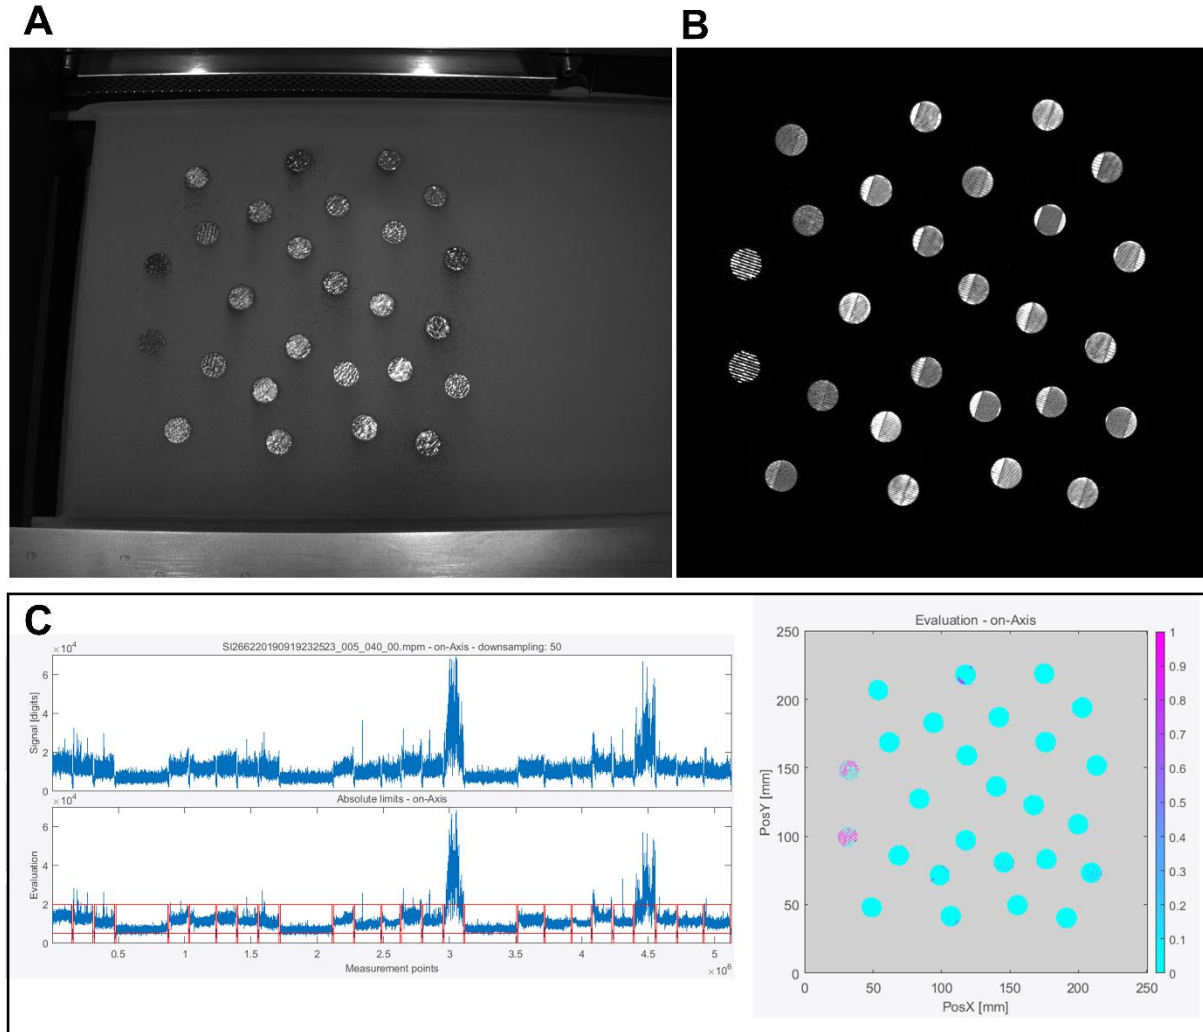 A
B
C
SI266220190919232523_005_040_00.mpm - on-Axis - downsampling: 50
×10⁴
Signal [digits]
6
4
2
0
Absolute limits - on-Axis
×10⁴
Evaluation
6
4
2
0
0.5 1 1.5 2 2.5 3 3.5 4 4.5 5
Measurement points
×10⁶
Evaluation - on-Axis
PosY [mm]
250
200
150
100
50
0
0 50 100 150 200 250
PosX [mm]
1
0.9
0.8
0.7
0.6
0.5
0.4
0.3
0.2
0.1
0